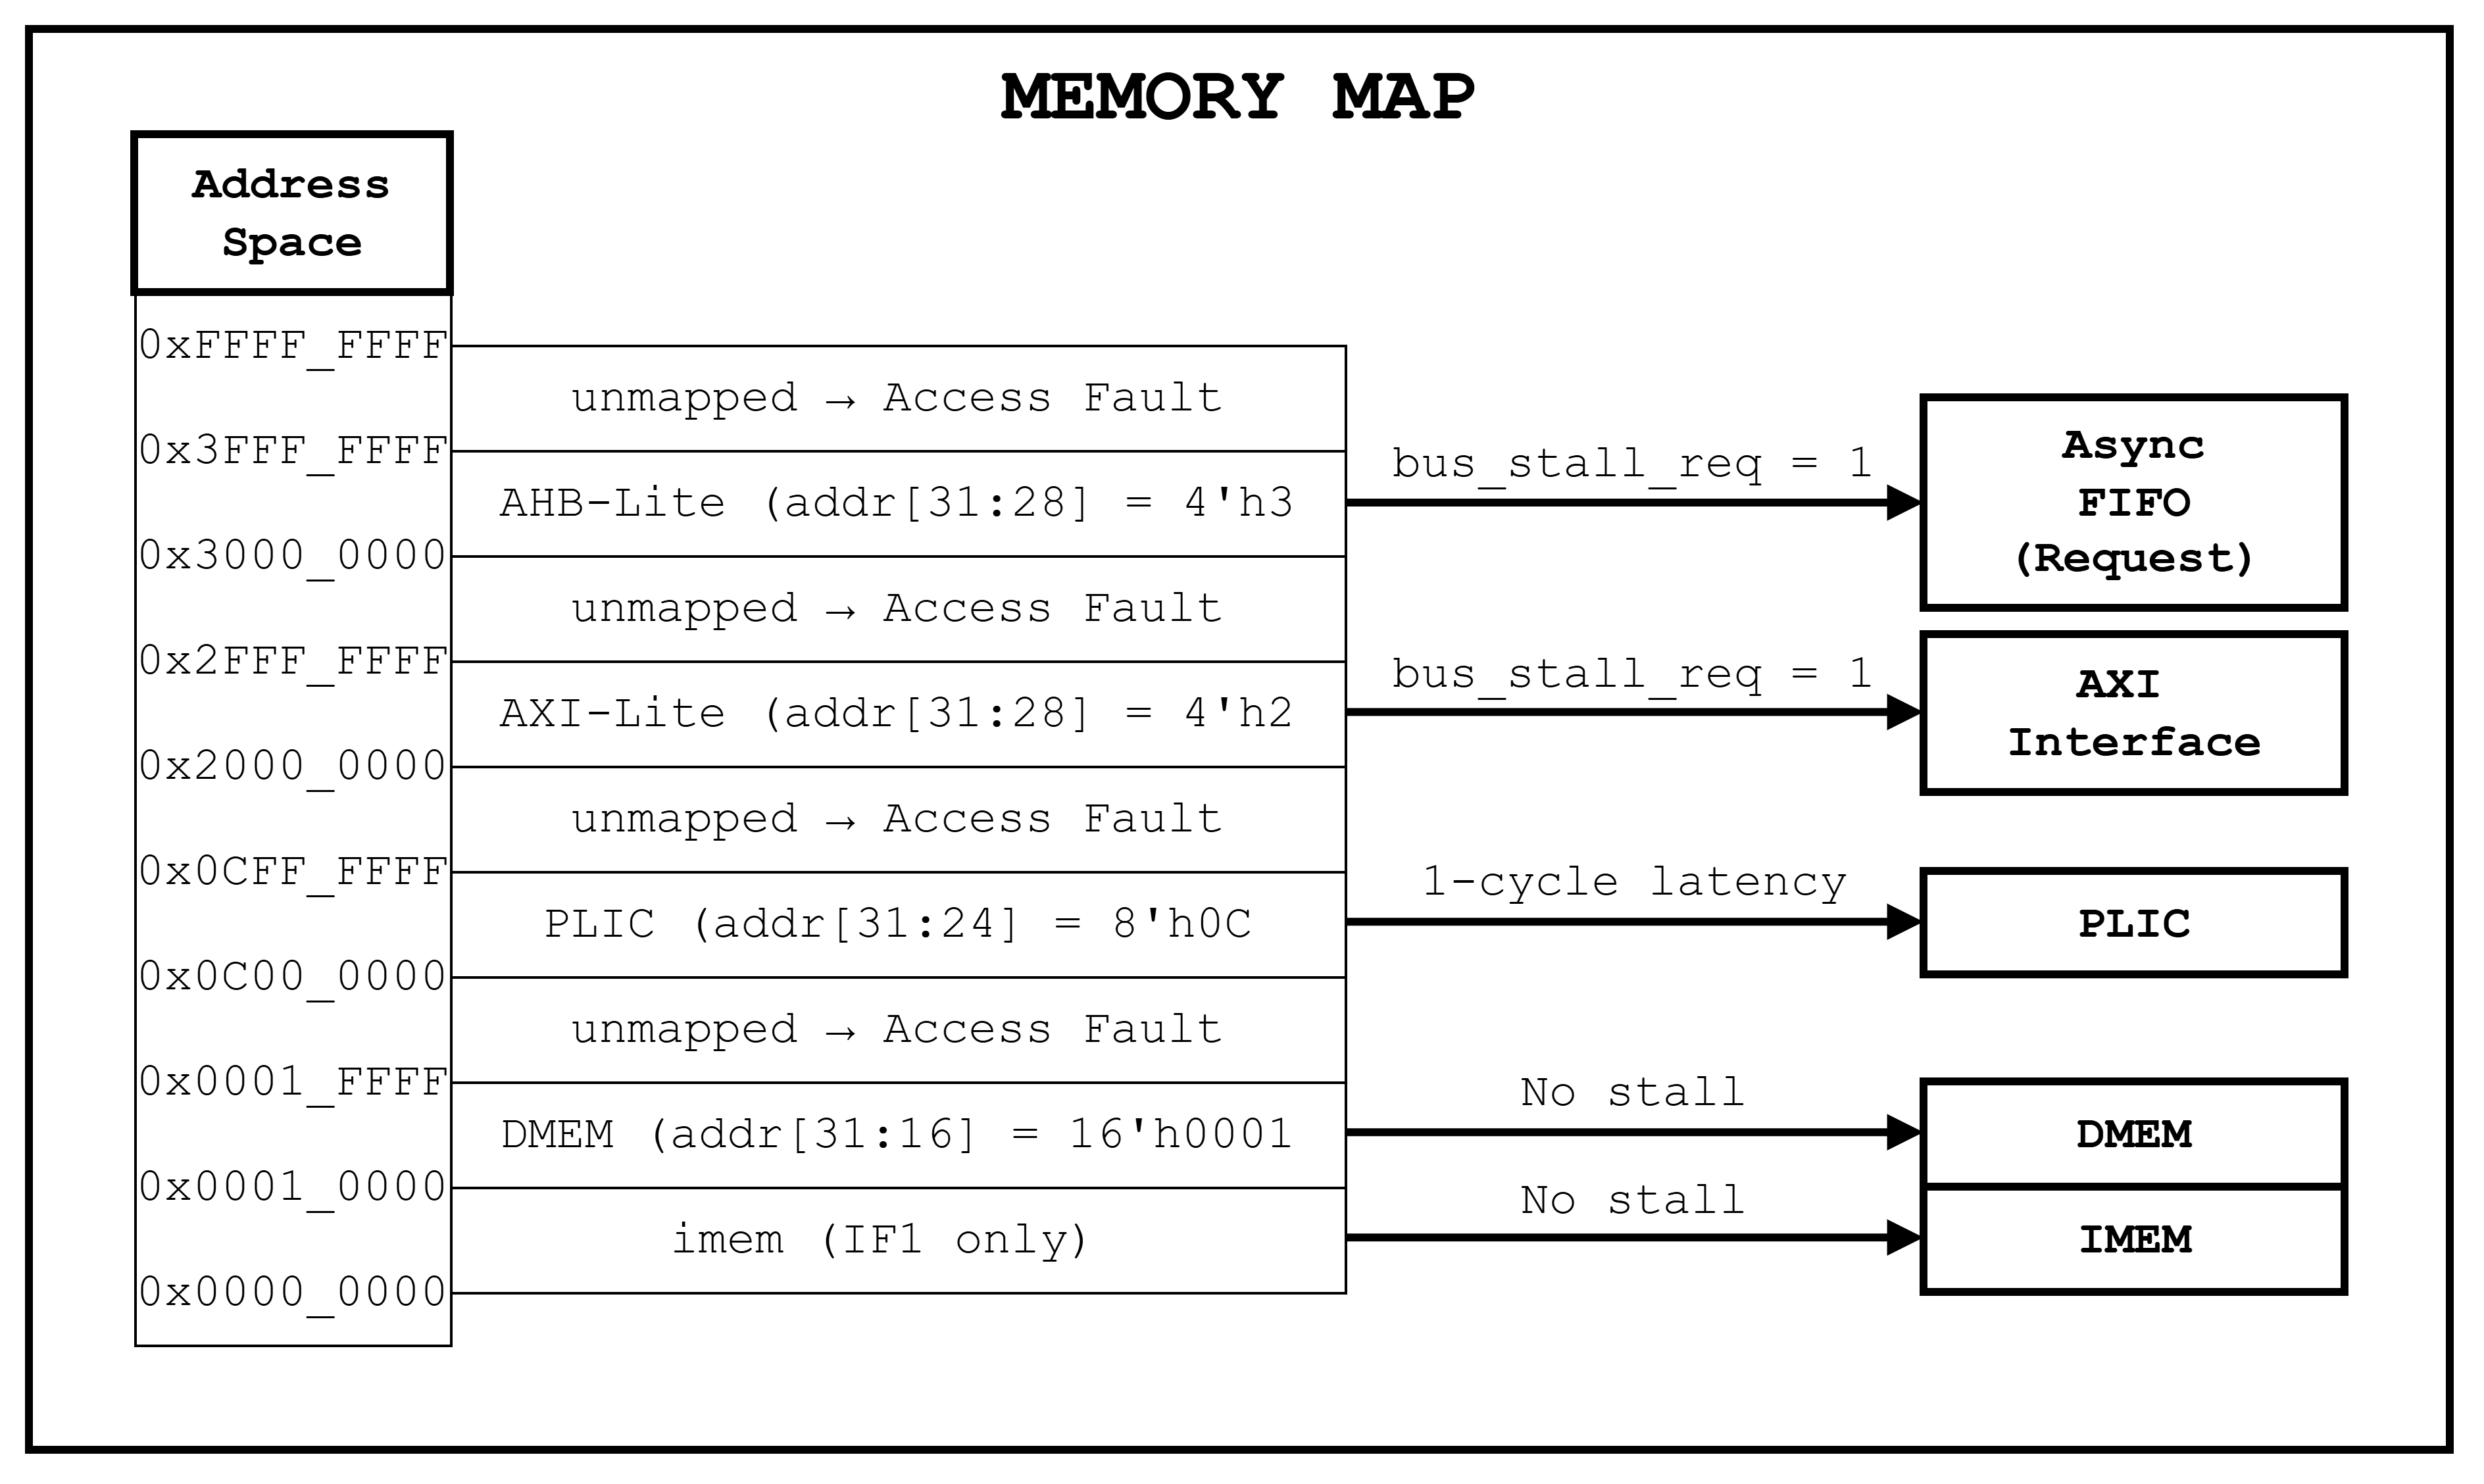 MEMORY MAP
Address
Space
0xFFFF_FFFF
unmapped → Access Fault
0x3FFF_FFFF
AHB-Lite (addr[31:28] = 4'h3
bus_stall_req = 1
Async
FIFO
(Request)
0x3000_0000
unmapped → Access Fault
0x2FFF_FFFF
AXI-Lite (addr[31:28] = 4'h2
bus_stall_req = 1
AXI
Interface
0x2000_0000
unmapped → Access Fault
0x0CFF_FFFF
PLIC (addr[31:24] = 8'h0C
1-cycle latency
PLIC
0x0C00_0000
unmapped → Access Fault
0x0001_FFFF
DMEM (addr[31:16] = 16'h0001
No stall
DMEM
0x0001_0000
imem (IF1 only)
No stall
IMEM
0x0000_0000